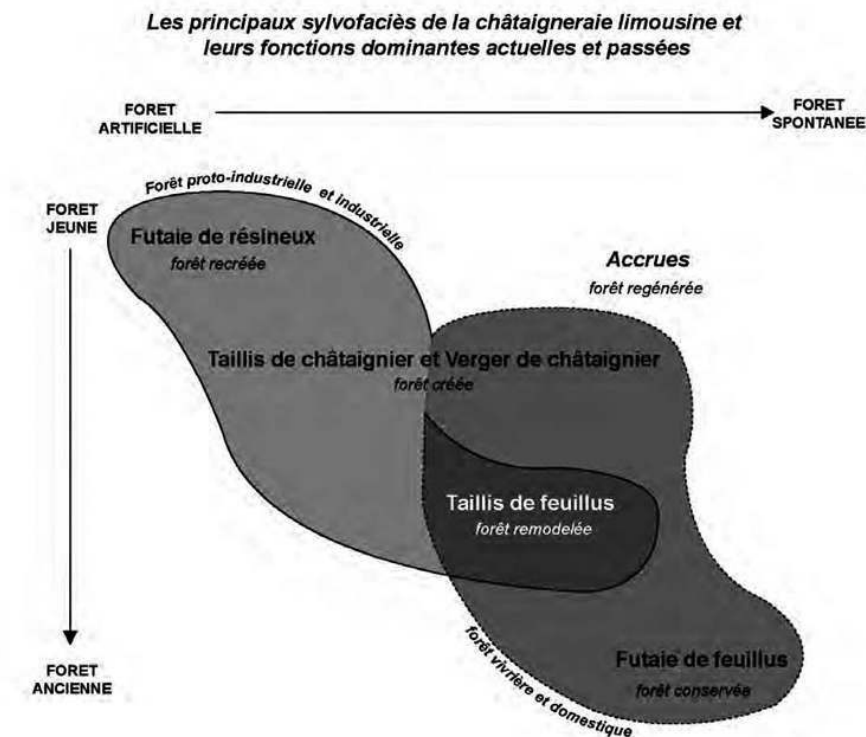 Les principaux sylvofaciès de la châtaigneraie limousine et
leurs fonctions dominantes actuelles et passées
FORET
ARTIFICIELLE
FORET
SPONTANEE
Forêt proto-industrielle et industrielle
FORET
JEUNE
Futaie de résineux
forêt recréée
Accrues
forêt regénérée
Taillis de châtaignier et Verger de châtaignier
forêt créée
Taillis de feuillus
forêt remodelée
FORET
ANCIENNE
Futaie de feuillus
forêt conservée
forêt vivrière et domestique